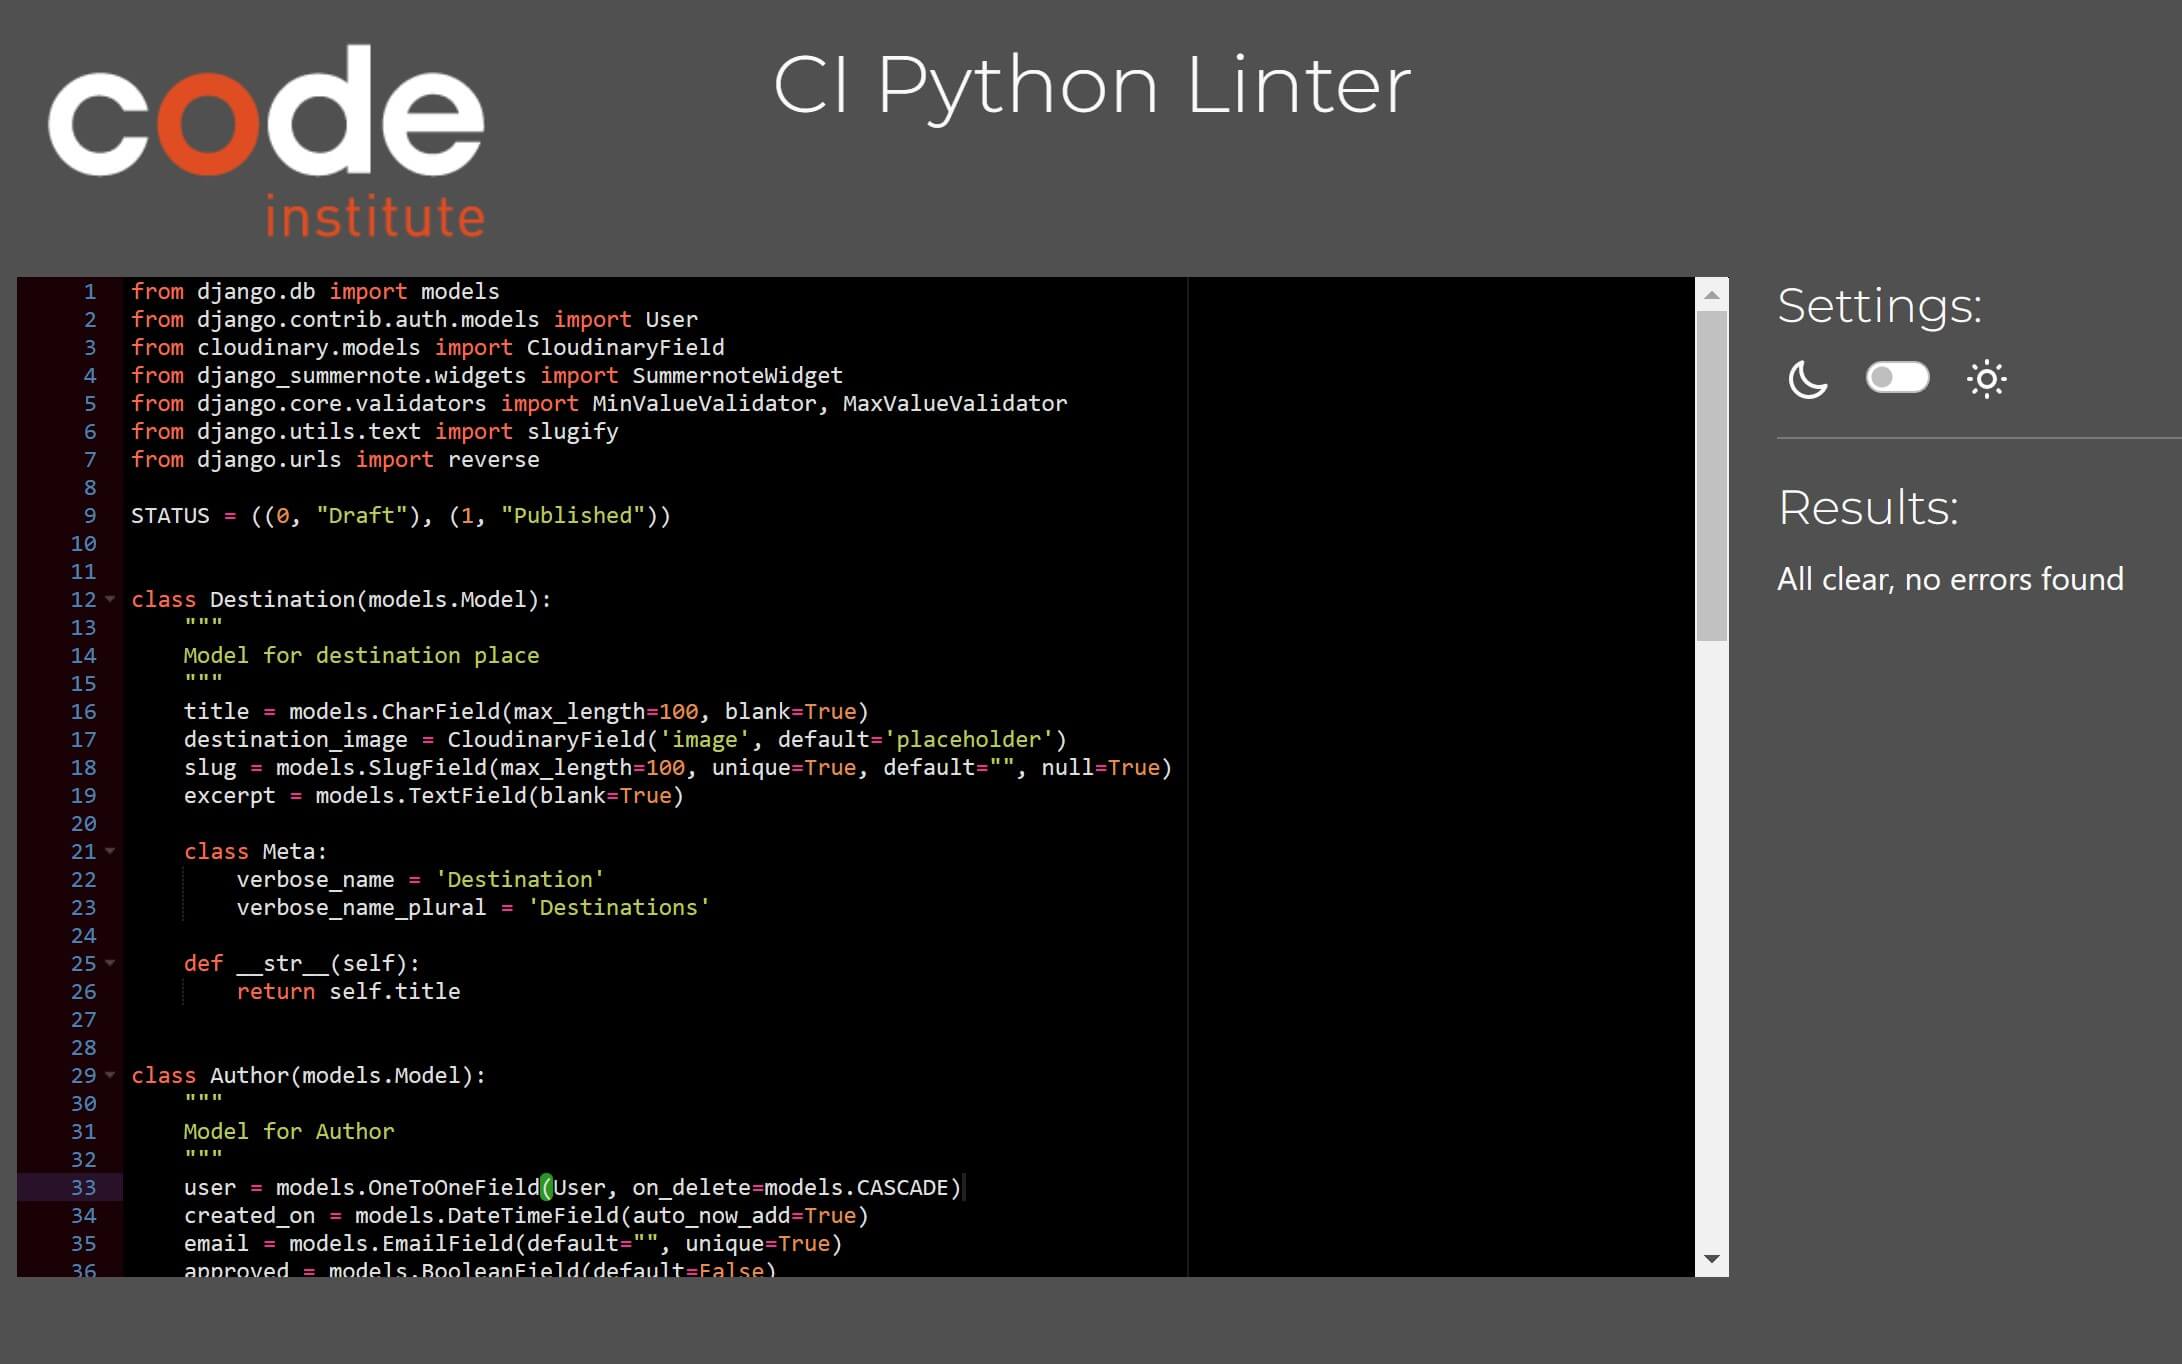 code
institute
CI Python Linter
1 from django.db import models
2 from django.contrib.auth.models import User
3 from cloudinary.models import CloudinaryField
4 from django_summernote.widgets import SummernoteWidget
5 from django.core.validators import MinValueValidator, MaxValueValidator
6 from django.utils.text import slugify
7 from django.urls import reverse
8
9 STATUS = ((0, "Draft"), (1, "Published"))
10
11
12 class Destination(models.Model):
13     """
14     Model for destination place
15     """
16     title = models.CharField(max_length=100, blank=True)
17     destination_image = CloudinaryField('image', default='placeholder')
18     slug = models.SlugField(max_length=100, unique=True, default="", null=True)
19     excerpt = models.TextField(blank=True)
20
21     class Meta:
22         verbose_name = 'Destination'
23         verbose_name_plural = 'Destinations'
24
25     def __str__(self):
26         return self.title
27
28
29 class Author(models.Model):
30     """
31     Model for Author
32     """
33     user = models.OneToOneField(User, on_delete=models.CASCADE)
34     created_on = models.DateTimeField(auto_now_add=True)
35     email = models.EmailField(default="", unique=True)
36     approved = models.BooleanField(default=False)
Settings:
Results:
All clear, no errors found